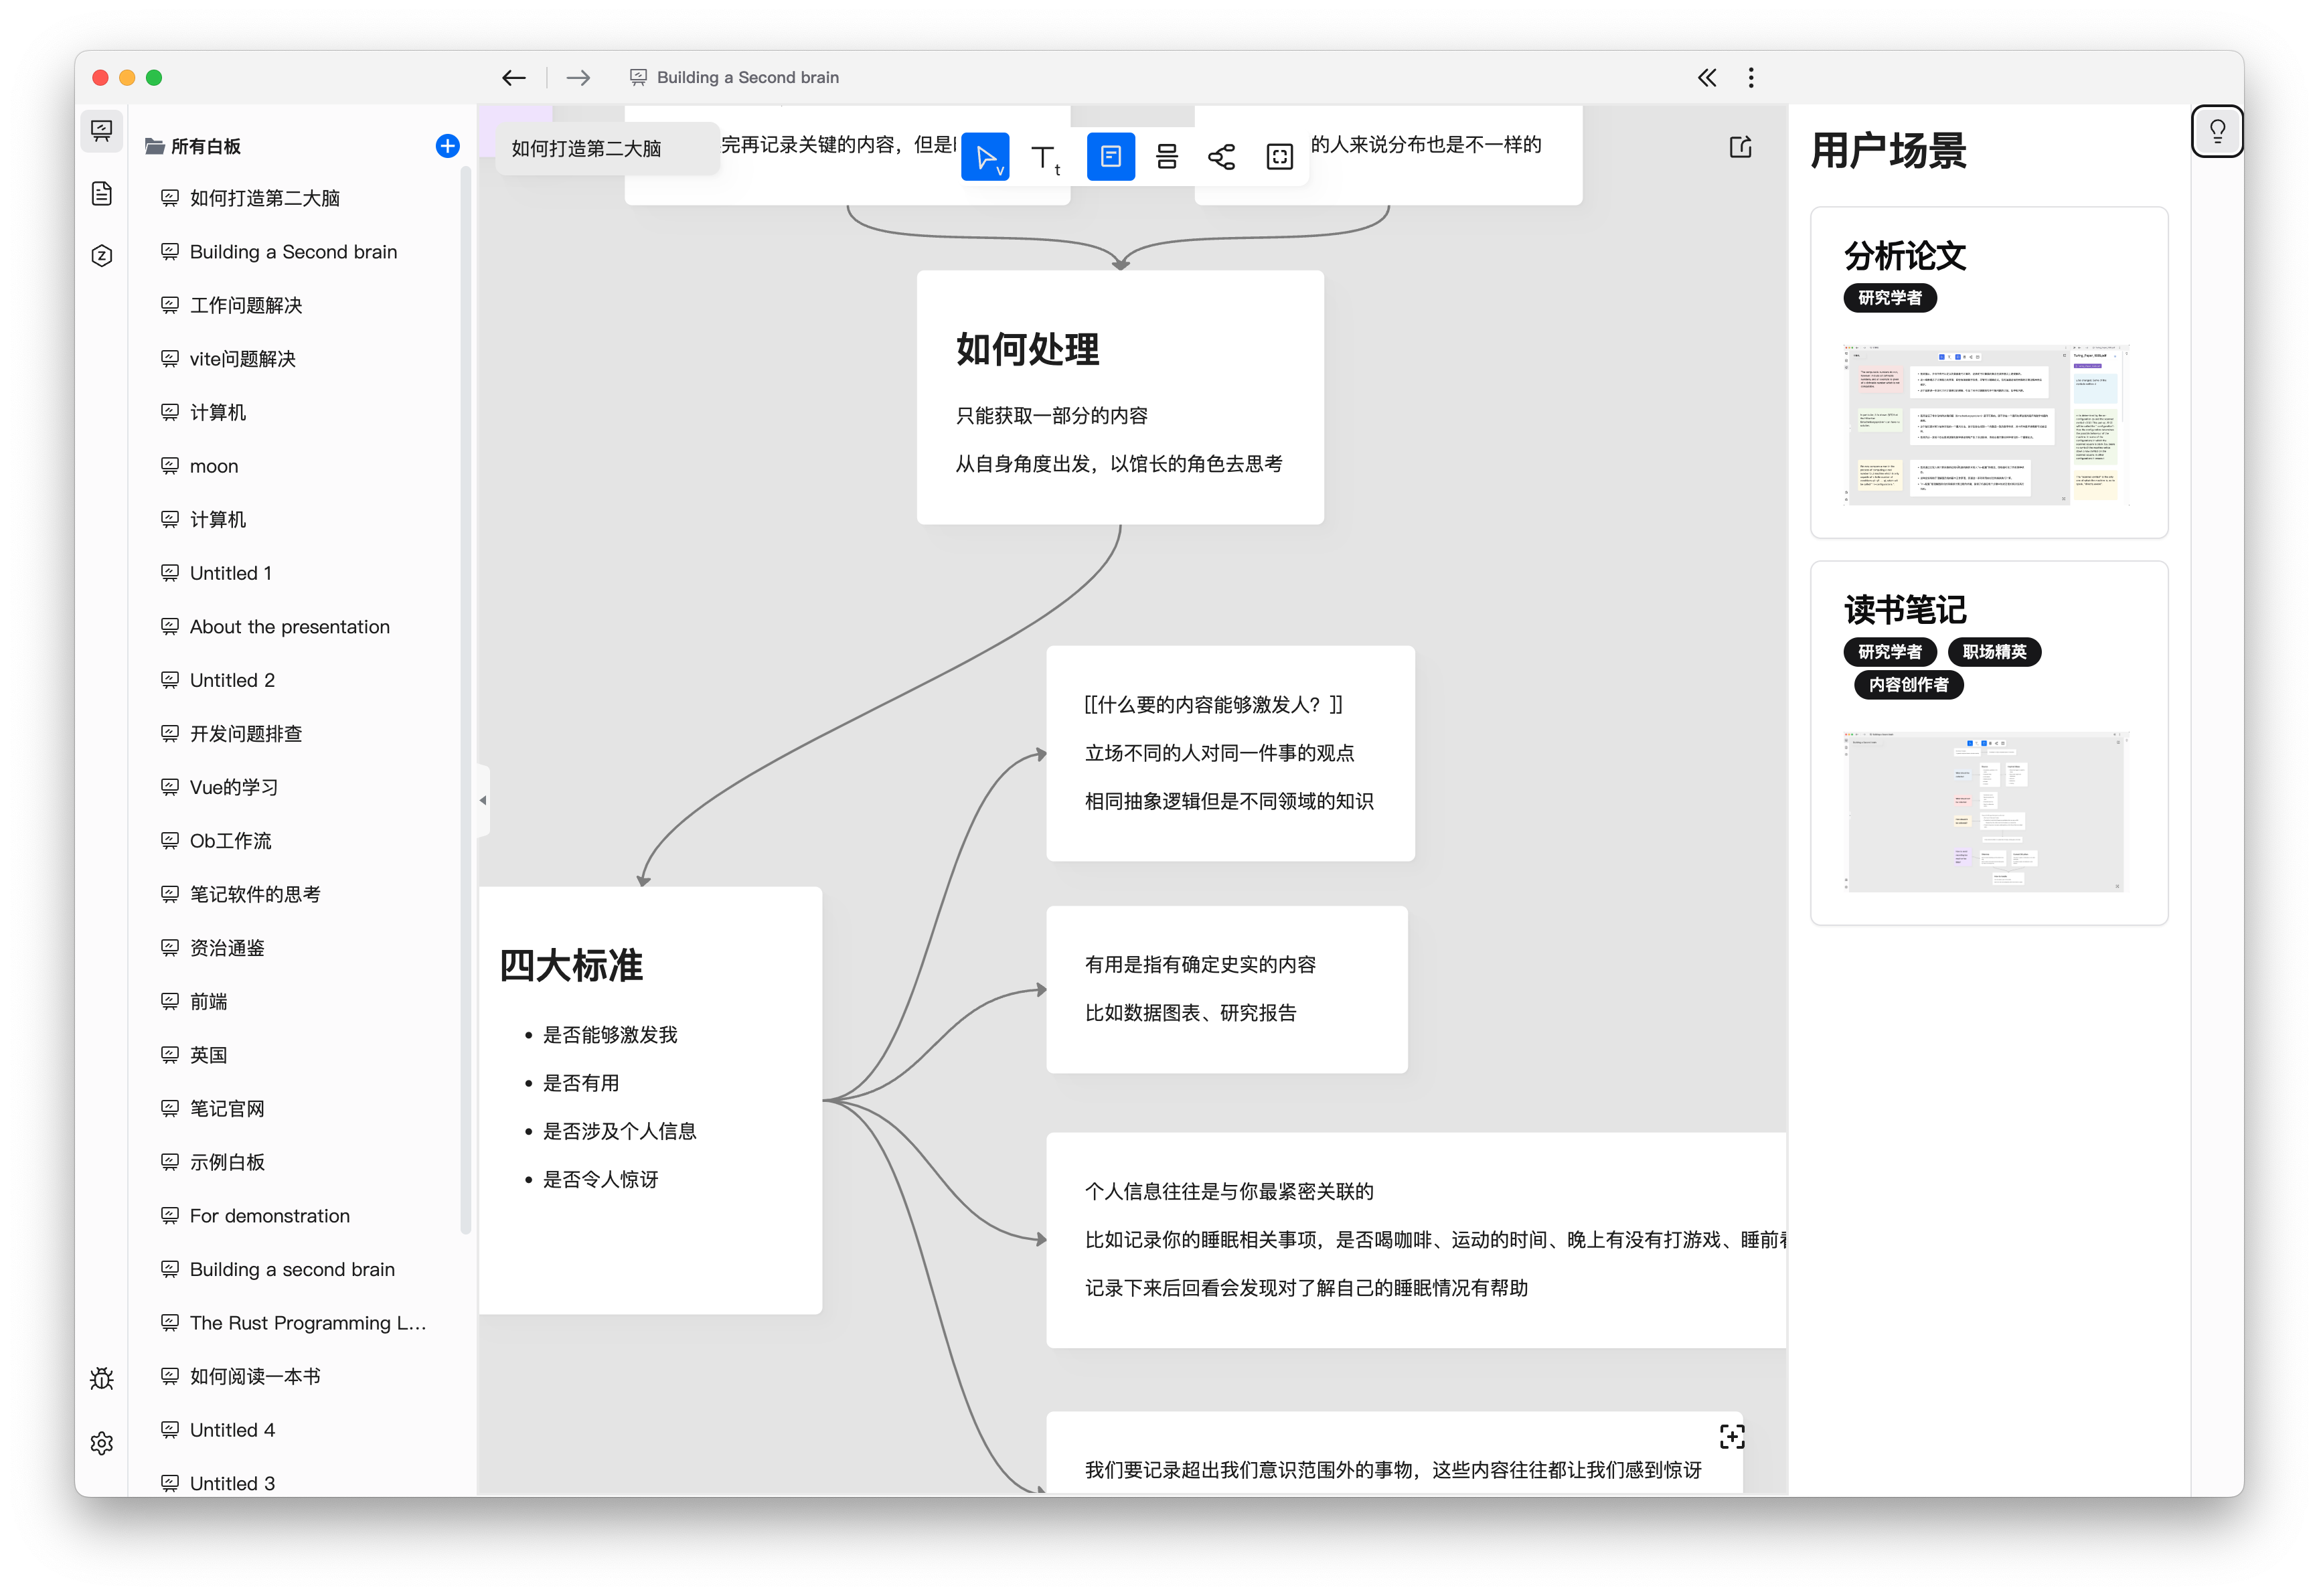 Building a Second brain
所有白板
如何打造第二大脑
Building a Second brain
工作问题解决
vite问题解决
计算机
moon
计算机
Untitled 1
About the presentation
Untitled 2
开发问题排查
Vue的学习
Ob工作流
笔记软件的思考
资治通鉴
前端
英国
笔记官网
示例白板
For demonstration
Building a second brain
The Rust Programming L...
如何阅读一本书
Untitled 4
Untitled 3
如何打造第二大脑
完再记录关键的内容，但是
的人来说分布也是不一样的
v
t
如何处理
只能获取一部分的内容
从自身角度出发，以馆长的角色去思考
四大标准
• 是否能够激发我
• 是否有用
• 是否涉及个人信息
• 是否令人惊讶
[[什么要的内容能够激发人？]]
立场不同的人对同一件事的观点
相同抽象逻辑但是不同领域的知识
有用是指有确定史实的内容
比如数据图表、研究报告
个人信息往往是与你最紧密关联的
比如记录你的睡眠相关事项，是否喝咖啡、运动的时间、晚上有没有打游戏、睡前
记录下来后回看会发现对了解自己的睡眠情况有帮助
我们要记录超出我们意识范围外的事物，这些内容往往都让我们感到惊讶
用户场景
分析论文
研究学者
读书笔记
研究学者 职场精英
内容创作者